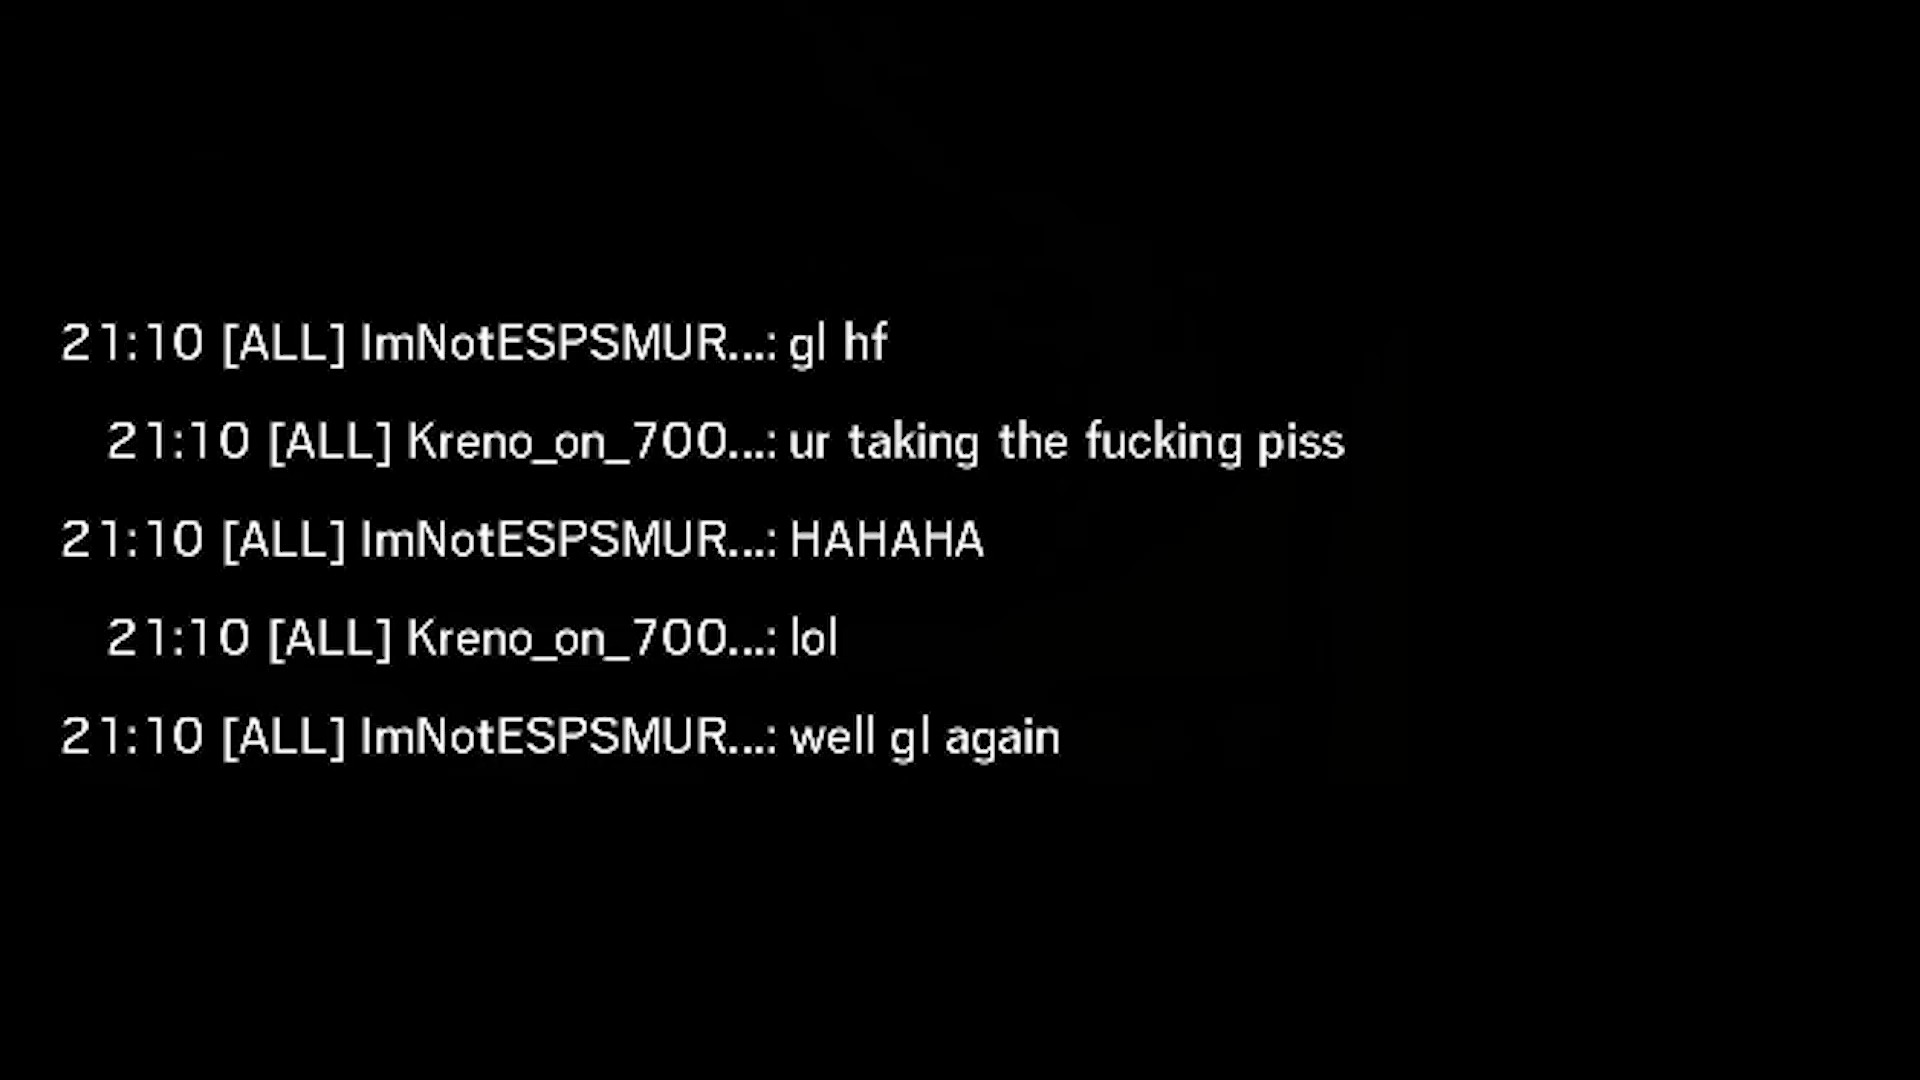 21:10 [ALL] ImNotESPSMUR...: gl hf
21:10 [ALL] Kreno_on_700...: ur taking the fucking piss
21:10 [ALL] ImNotESPSMUR...: HAHAHA
21:10 [ALL] Kreno_on_700...: lol
21:10 [ALL] ImNotESPSMUR...: well gl again